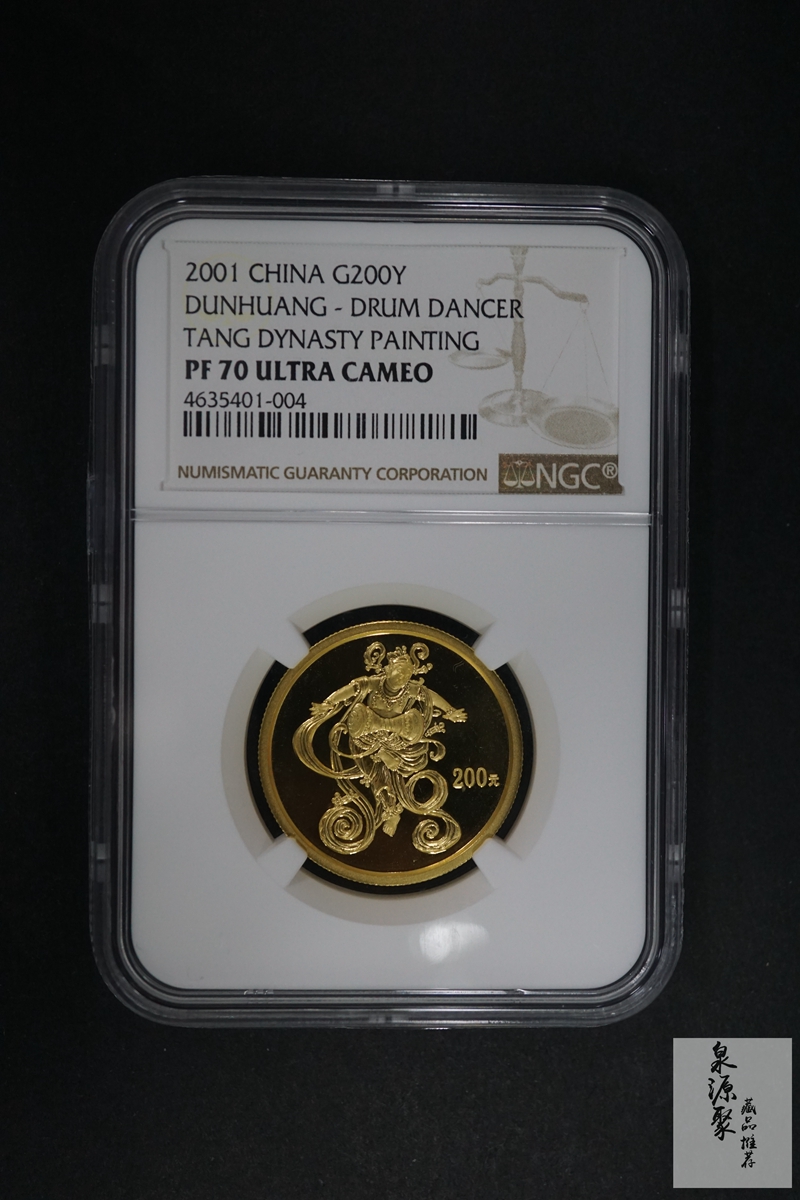 2001 CHINA G200Y
DUNHUANG - DRUM DANCER
TANG DYNASTY PAINTING
PF 70 ULTRA CAMEO
4635401-004
NUMISMATIC GUARANTY CORPORATION
NGC®
200元
泉源聚
藏品推荐